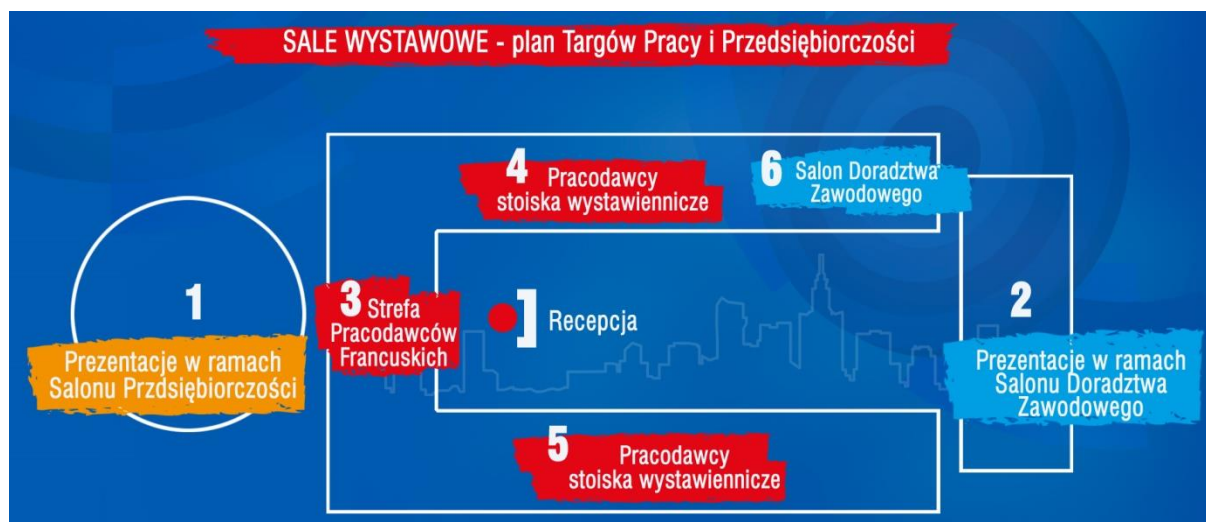 SALE WYSTAWOWE - plan Targów Pracy i Przedsiębiorczości
4 Pracodawcy
stoiska wystawiennicze
6 Salon Doradztwa
Zawodowego
1
Prezentacje w ramach
Salonu Przdsiębiorczości
3 Strefa
Pracodawców
Francuskich
Recepcja
2
Prezentacje w ramach
Salonu Doradztwa
Zawodowego
5 Pracodawcy
stoiska wystawiennicze